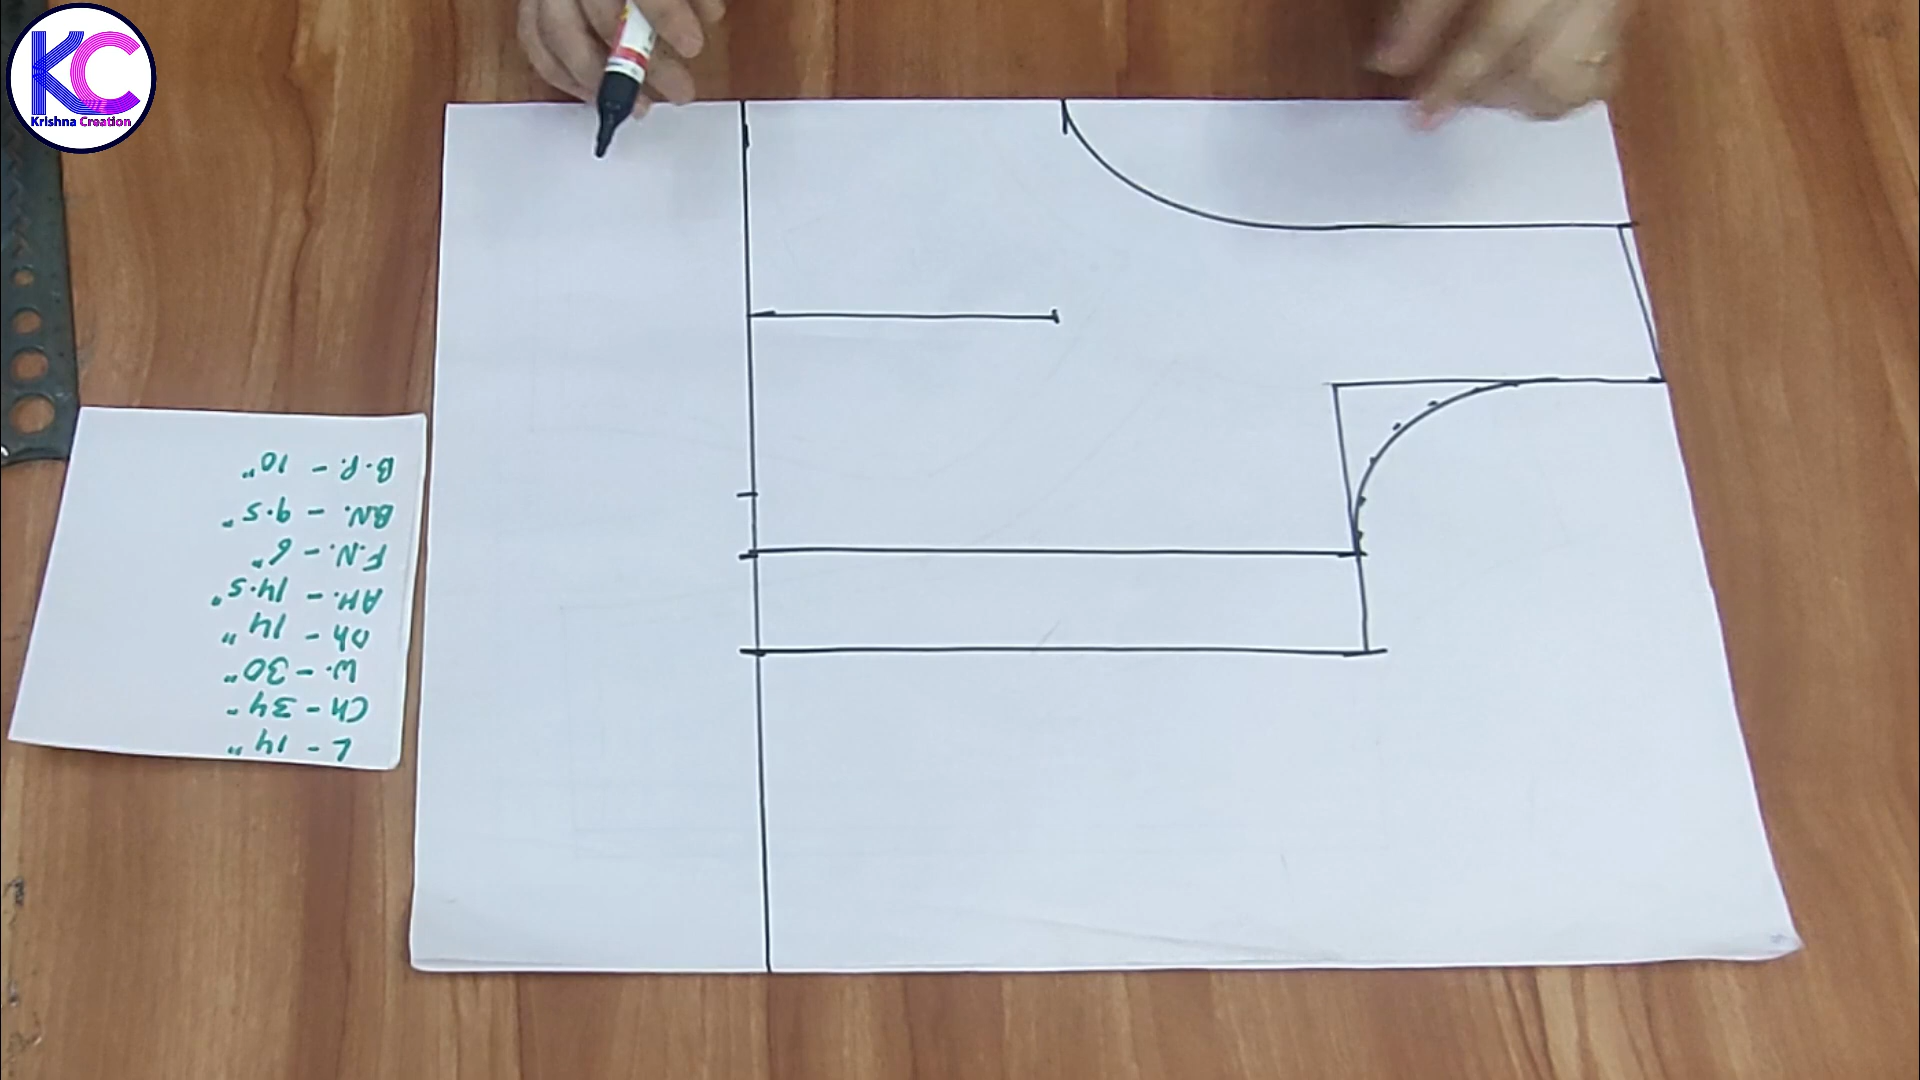 KC
Krishna Creation
L - 14"
Ch - 34"
W. - 30"
Sh - 14"
AH. - 14.5"
F.N. - 6"
B.N. - 9.5"
B.P. - 10"